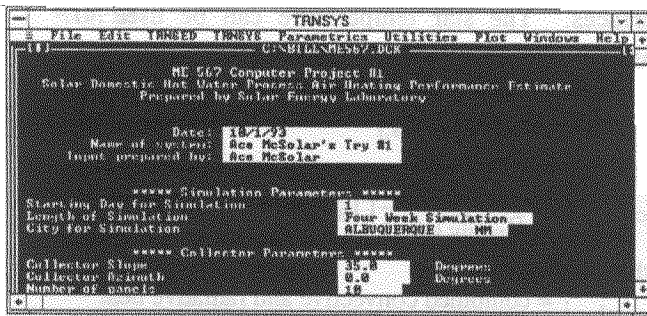 TRNSYS
≡ File Edit TRNSED TRNSYS Parametrics Utilities Plot Windows Help
C:\BILL\ME567.DCK
ME 567 Computer Project #1
Solar Domestic Hot Water Process Air Heating Performance Estimate
Prepared by Solar Energy Laboratory
Date: 10/1/93
Name of system: Ace McSolar's Try #1
Input prepared by: Ace McSolar
***** Simulation Parameters *****
Starting Day for Simulation 1
Length of Simulation Four Week Simulation
City for Simulation ALBUQUERQUE NM
***** Collector Parameters *****
Collector Slope 35.0 Degrees
Collector Azimuth 0.0 Degrees
Number of panels 10